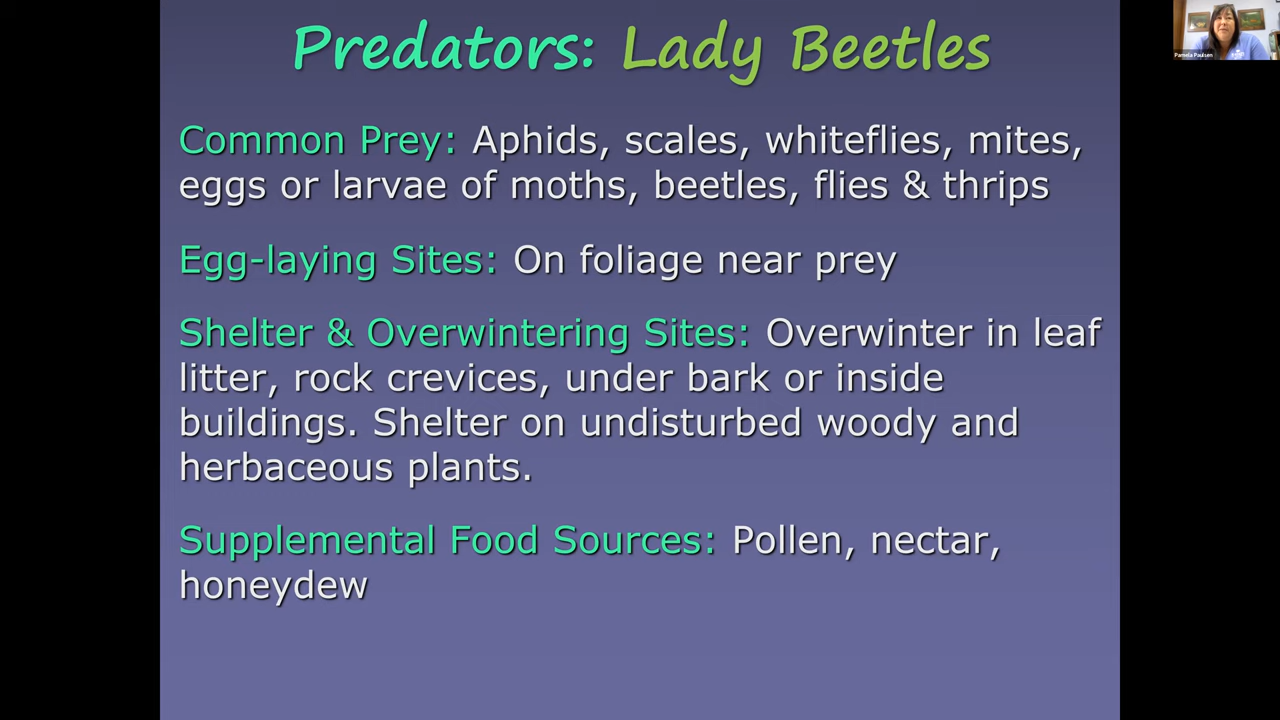 Predators: Lady Beetles
Pamela Paulsen
Common Prey: Aphids, scales, whiteflies, mites,
eggs or larvae of moths, beetles, flies & thrips
Egg-laying Sites: On foliage near prey
Shelter & Overwintering Sites: Overwinter in leaf
litter, rock crevices, under bark or inside
buildings. Shelter on undisturbed woody and
herbaceous plants.
Supplemental Food Sources: Pollen, nectar,
honeydew